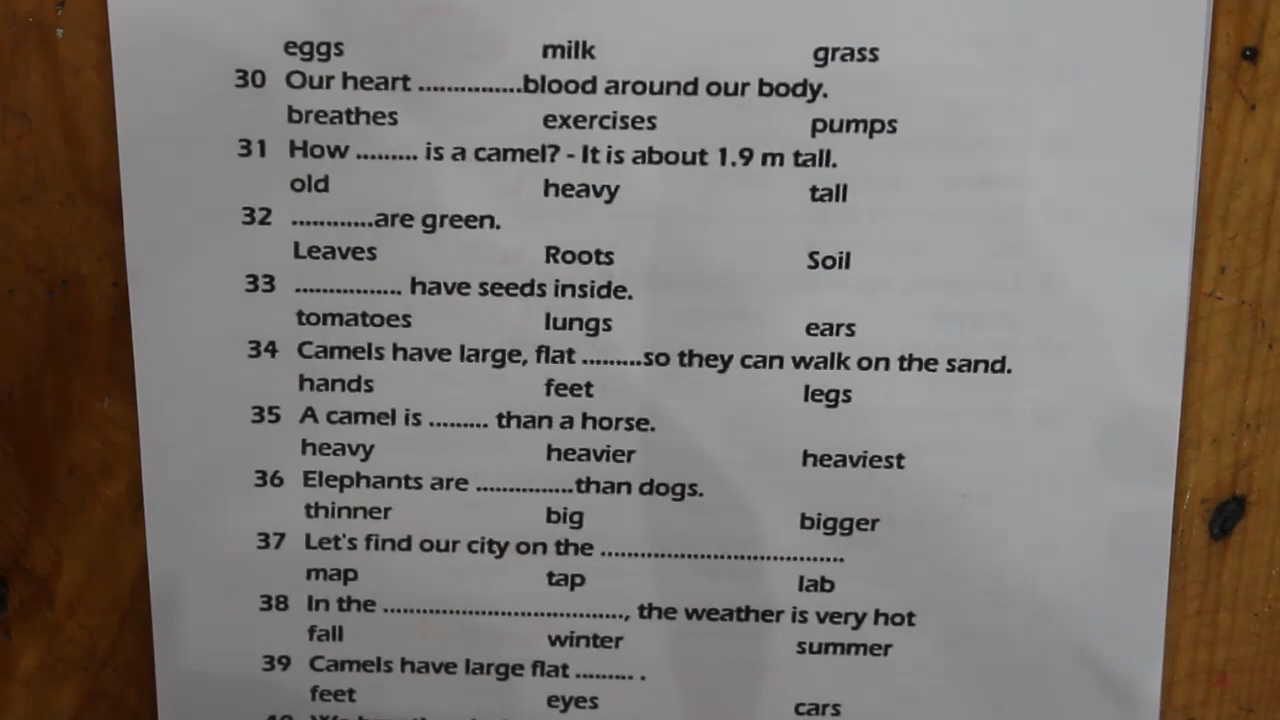 eggs milk grass
30 Our heart ...............blood around our body.
breathes exercises pumps
31 How ......... is a camel? - It is about 1.9 m tall.
old heavy tall
32 ............are green.
Leaves Roots Soil
33 ................ have seeds inside.
tomatoes lungs ears
34 Camels have large, flat .........so they can walk on the sand.
hands feet legs
35 A camel is ......... than a horse.
heavy heavier heaviest
36 Elephants are ...............than dogs.
thinner big bigger
37 Let's find our city on the ......................................
map tap lab
38 In the ....................................., the weather is very hot
fall winter summer
39 Camels have large flat ......... .
feet eyes cars